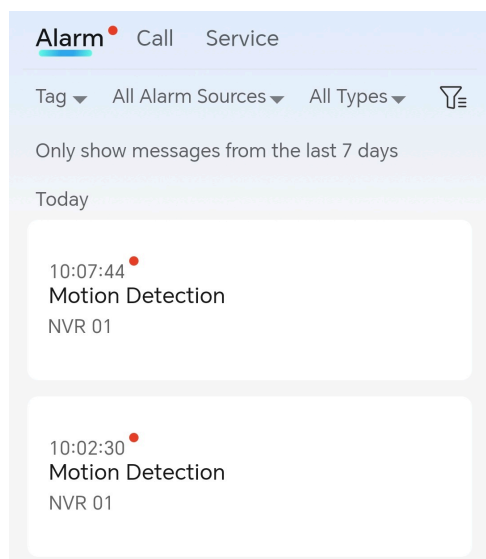 Alarm Call Service
Tag All Alarm Sources All Types
Only show messages from the last 7 days
Today
10:07:44
Motion Detection
NVR 01
10:02:30
Motion Detection
NVR 01